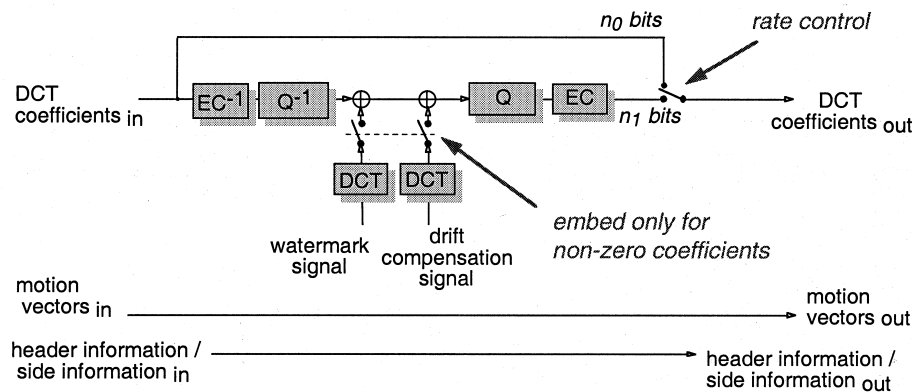 n0 bits
rate control
DCT
coefficients in
EC-1
Q-1
Q
EC
n1 bits
DCT
coefficients out
DCT
DCT
watermark
signal
drift
compensation
signal
embed only for
non-zero coefficients
motion
vectors in
motion
vectors out
header information /
side information in
header information /
side information out